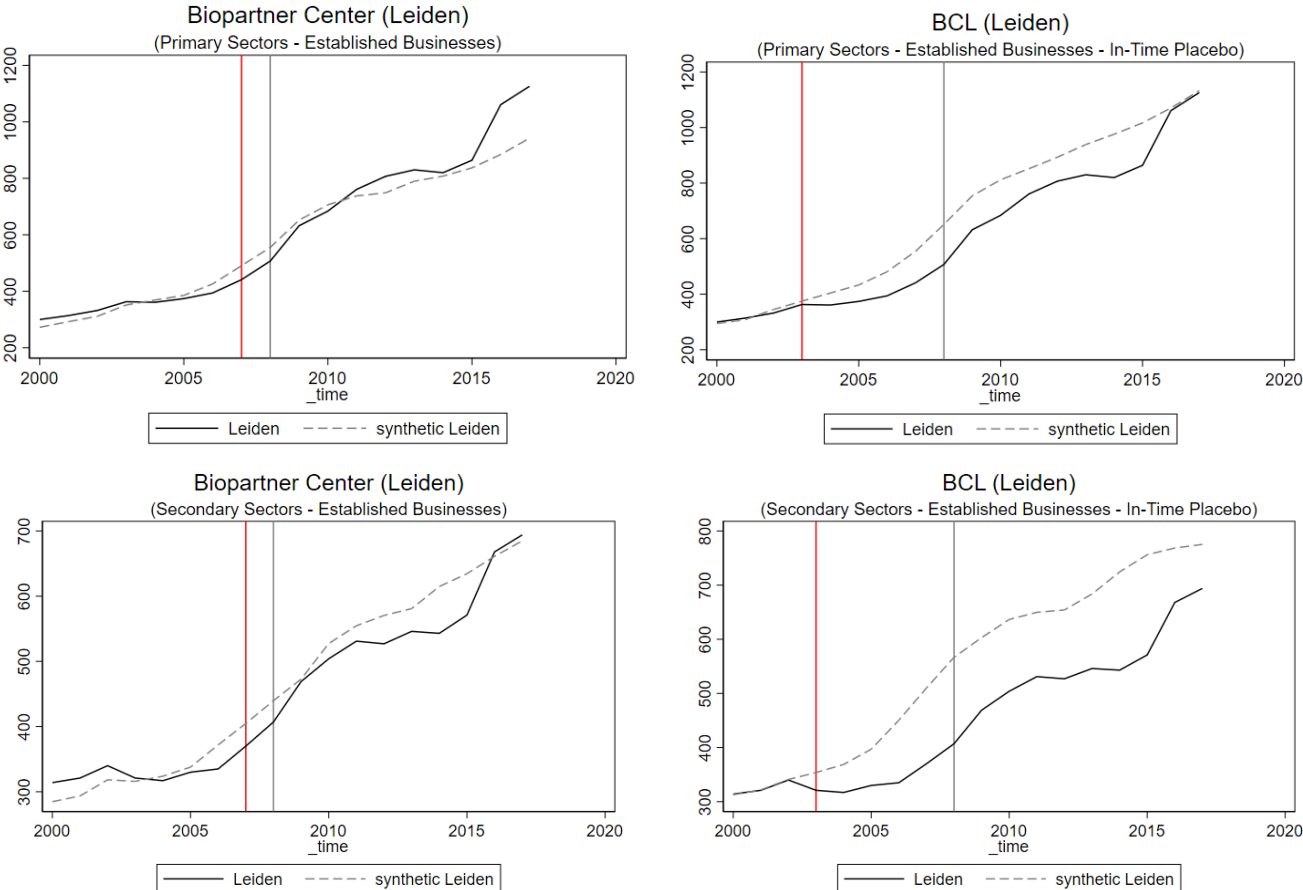 Biopartner Center (Leiden)
(Primary Sectors - Established Businesses)
1200
1000
800
600
400
200
2000 2005 2010 2015 2020
_time
Leiden synthetic Leiden
BCL (Leiden)
(Primary Sectors - Established Businesses - In-Time Placebo)
1200
1000
800
600
400
200
2000 2005 2010 2015 2020
_time
Leiden synthetic Leiden
Biopartner Center (Leiden)
(Secondary Sectors - Established Businesses)
700
600
500
400
300
2000 2005 2010 2015 2020
_time
Leiden synthetic Leiden
BCL (Leiden)
(Secondary Sectors - Established Businesses - In-Time Placebo)
800
700
600
500
400
300
2000 2005 2010 2015 2020
_time
Leiden synthetic Leiden